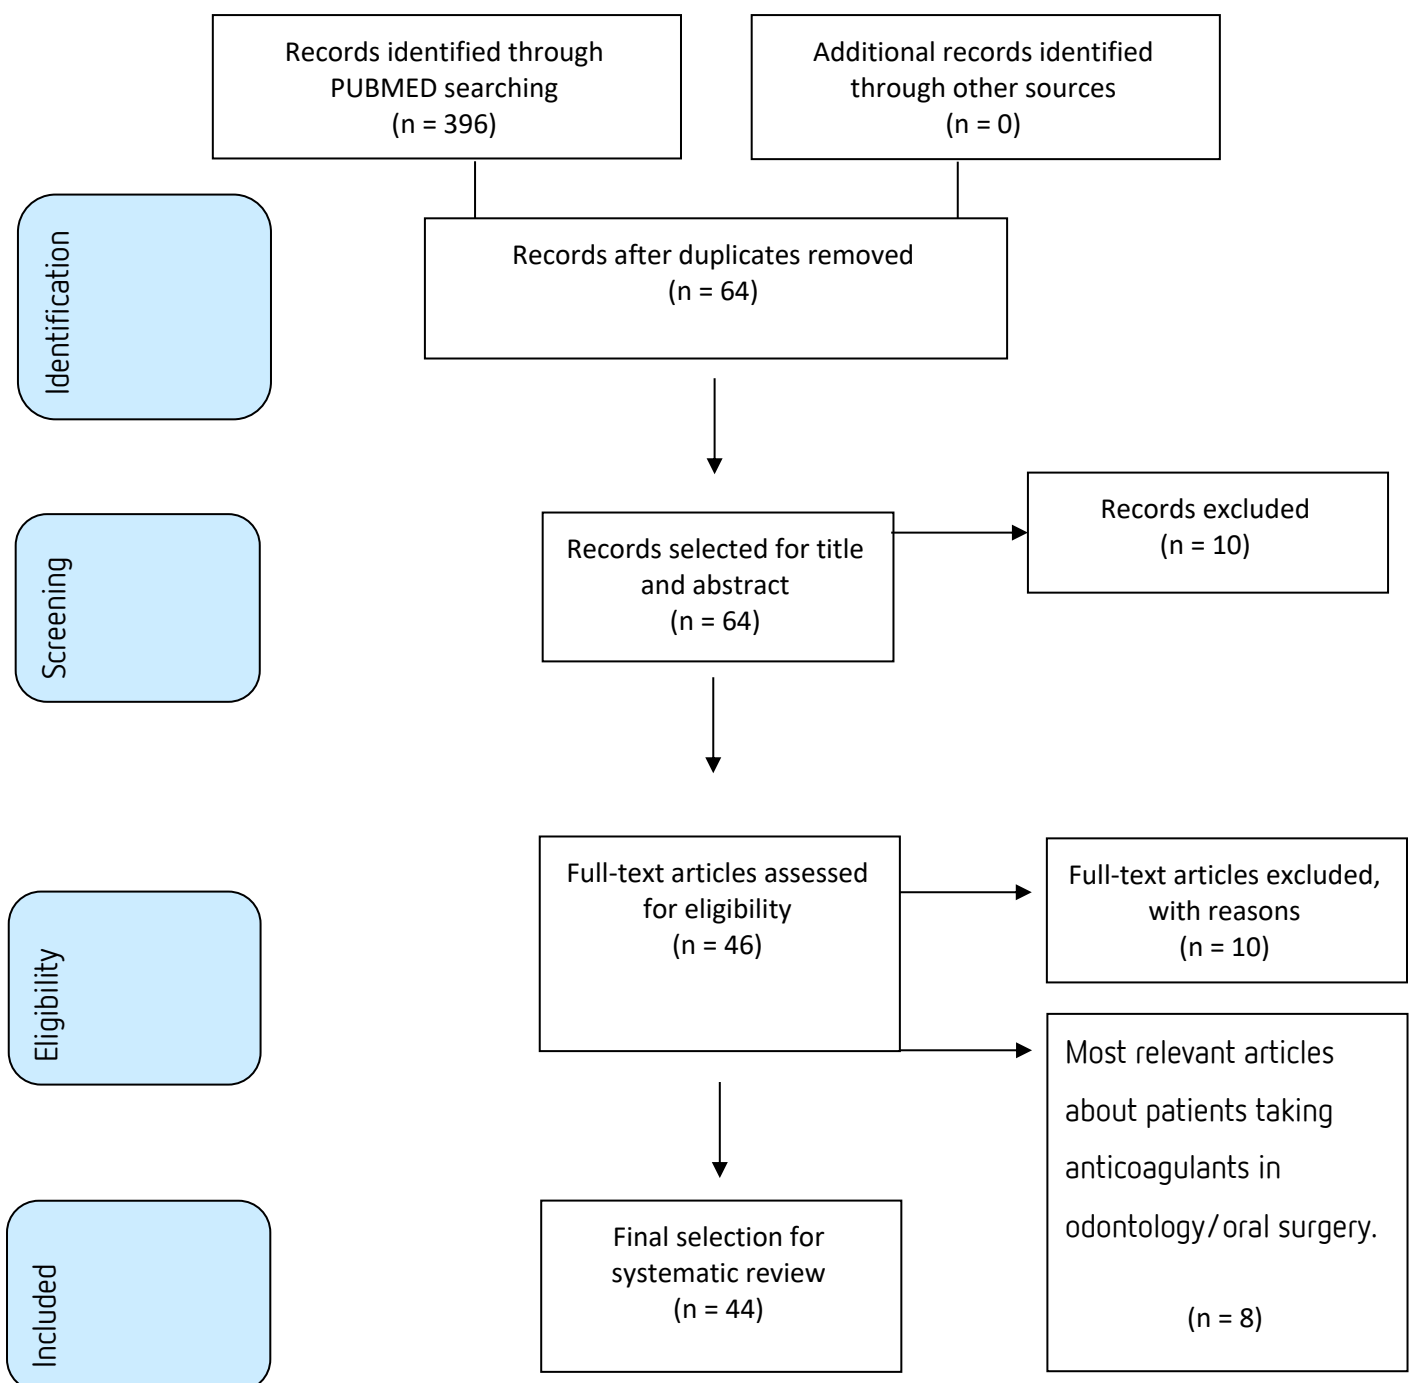 Records identified through
PUBMED searching
(n = 396)
Additional records identified
through other sources
(n = 0)
Identification
Records after duplicates removed
(n = 64)
Screening
Records selected for title
and abstract
(n = 64)
Records excluded
(n = 10)
Eligibility
Full-text articles assessed
for eligibility
(n = 46)
Full-text articles excluded,
with reasons
(n = 10)
Most relevant articles
about patients taking
anticoagulants in
odontology/oral surgery.
(n = 8)
Included
Final selection for
systematic review
(n = 44)